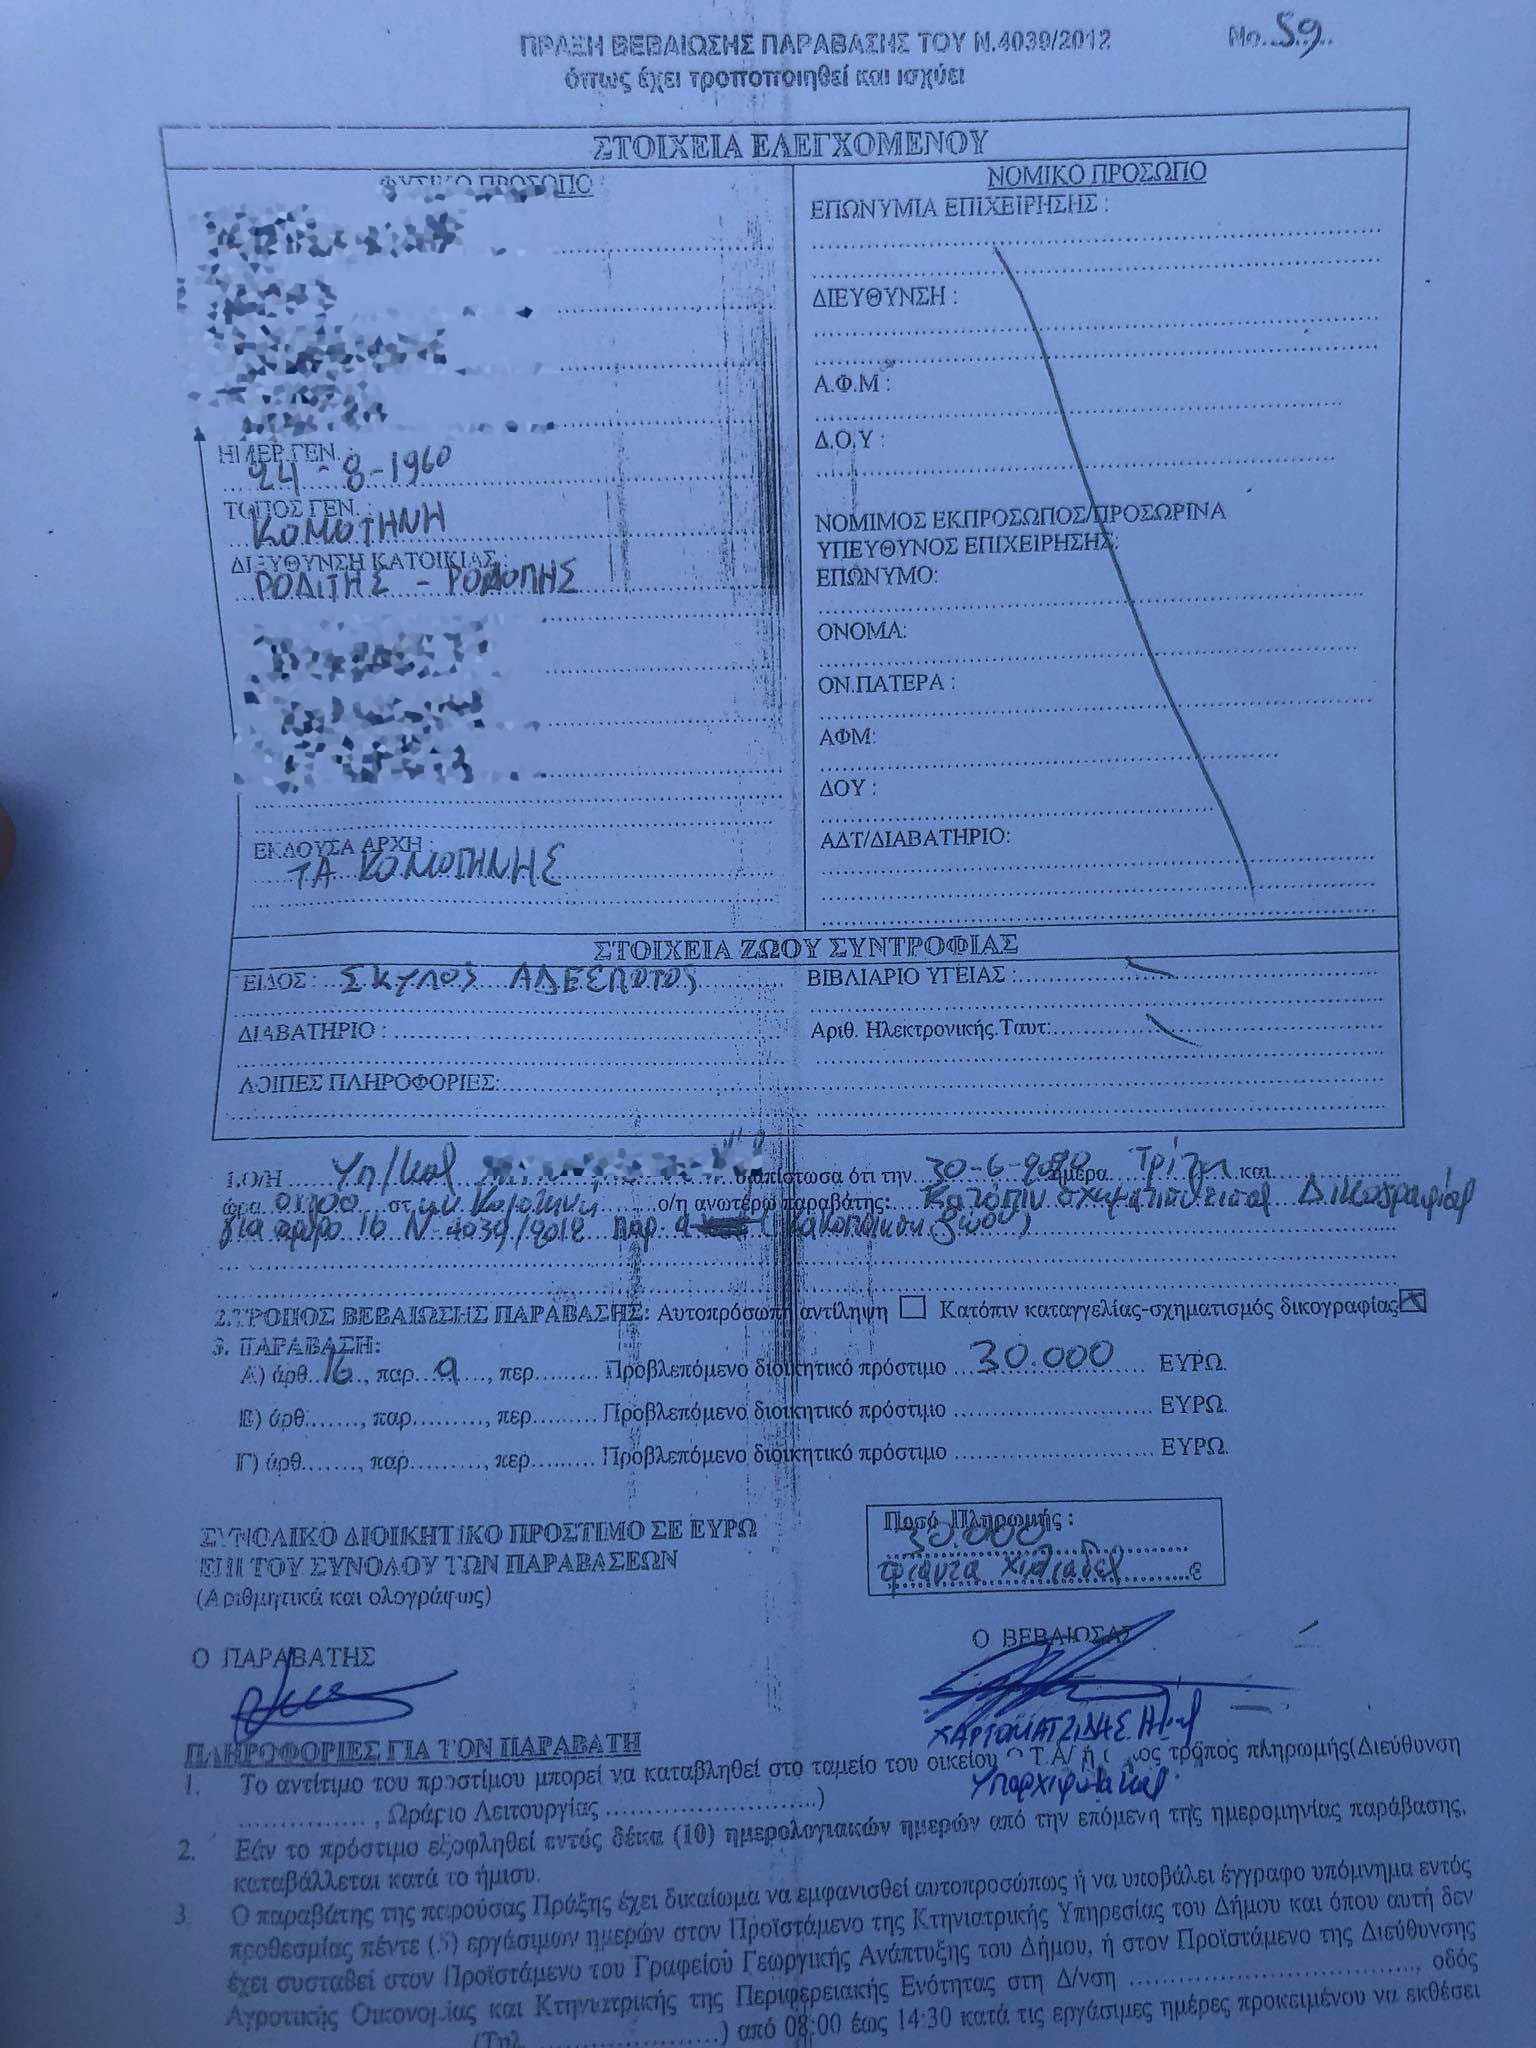 ΠΡΑΞΗ ΒΕΒΑΙΩΣΗΣ ΠΑΡΑΒΑΣΗΣ ΤΟΥ Ν.4039/2012
Νο. 59
όπως έχει τροποποιηθεί και ισχύει
ΣΤΟΙΧΕΙΑ ΕΛΕΓΧΟΜΕΝΟΥ
ΦΥΣΙΚΟ ΠΡΟΣΩΠΟ
ΗΜΕΡ.ΓΕΝ. :
24-8-1960
ΤΟΠΟΣ ΓΕΝ. :
ΚΟΜΟΤΗΝΗ
ΔΙΕΥΘΥΝΣΗ ΚΑΤΟΙΚΙΑΣ :
ΡΟΔΙΤΗΣ - ΡΟΔΟΠΗΣ
ΕΚΔΟΥΣΑ ΑΡΧΗ :
ΤΑ ΚΟΜΟΤΗΝΗΣ
ΝΟΜΙΚΟ ΠΡΟΣΩΠΟ
ΕΠΩΝΥΜΙΑ ΕΠΙΧΕΙΡΗΣΗΣ :
ΔΙΕΥΘΥΝΣΗ :
Α.Φ.Μ :
Δ.Ο.Υ :
ΝΟΜΙΜΟΣ ΕΚΠΡΟΣΩΠΟΣ/ΠΡΟΣΩΡΙΝΑ
ΥΠΕΥΘΥΝΟΣ ΕΠΙΧΕΙΡΗΣΗΣ:
ΕΠΩΝΥΜΟ:
ΟΝΟΜΑ:
ΟΝ.ΠΑΤΕΡΑ :
ΑΦΜ:
ΔΟΥ :
ΑΔΤ/ΔΙΑΒΑΤΗΡΙΟ:
ΣΤΟΙΧΕΙΑ ΖΩΟΥ ΣΥΝΤΡΟΦΙΑΣ
ΕΙΔΟΣ : ΣΚΥΛΟΣ ΑΔΕΣΠΟΤΟΣ ΒΙΒΛΙΑΡΙΟ ΥΓΕΙΑΣ :
ΔΙΑΒΑΤΗΡΙΟ : Αριθ. Ηλεκτρονικής.Ταυτ:
ΛΟΙΠΕΣ ΠΛΗΡΟΦΟΡΙΕΣ:
1.Ο/Η διαπίστωσα ότι την 30-6-2020 ημέρα Τρίτη και
ώρα 01:00 στ ην Κομοτηνή ο/η ανωτέρω παραβάτης: Κατόπιν σχηματισθείσας Δικογραφίας
για άρθρο 16 Ν-4039/2012 παρ. α (κακοποίηση ζώου)
2.ΤΡΟΠΟΣ ΒΕΒΑΙΩΣΗΣ ΠΑΡΑΒΑΣΗΣ: Αυτοπρόσωπη αντίληψη Κατόπιν καταγγελίας-σχηματισμός δικογραφίας
3. ΠΑΡΑΒΑΣΗ:
Α) άρθ. 16, παρ. α, περ. Προβλεπόμενο διοικητικό πρόστιμο 30.000 ΕΥΡΩ.
Β) άρθ......., παρ.........., περ......... Προβλεπόμενο διοικητικό πρόστιμο ............................ ΕΥΡΩ.
Γ) άρθ......., παρ.........., περ......... Προβλεπόμενο διοικητικό πρόστιμο ............................ ΕΥΡΩ.
ΣΥΝΟΛΙΚΟ ΔΙΟΙΚΗΤΙΚΟ ΠΡΟΣΤΙΜΟ ΣΕ ΕΥΡΩ
ΕΠΙ ΤΟΥ ΣΥΝΟΛΟΥ ΤΩΝ ΠΑΡΑΒΑΣΕΩΝ
(Αριθμητικά και ολογράφως)
Ποσό Πληρωμής :
30.000
τριάντα χιλιάδες €
Ο ΠΑΡΑΒΑΤΗΣ
Ο ΒΕΒΑΙΩΣΑΣ
ΧΑΡΤΟΜΑΤΖΙΔΗΣ
Υπαρχιφύλακας
ΠΛΗΡΟΦΟΡΙΕΣ ΓΙΑ ΤΟΝ ΠΑΡΑΒΑΤΗ
1. Το αντίτιμο του προστίμου μπορεί να καταβληθεί στο ταμείο του οικείου Ο.Τ.Α/ ή τρόπος πληρωμής(Διεύθυνση
................ , Ωράριο Λειτουργίας ..........................)
2. Εάν το πρόστιμο εξοφληθεί εντός δέκα (10) ημερολογιακών ημερών από την επόμενη της ημερομηνίας παράβασης,
καταβάλλεται κατά το ήμισυ.
3. Ο παραβάτης της παρούσας Πράξης έχει δικαίωμα να εμφανισθεί αυτοπροσώπως ή να υποβάλει έγγραφο υπόμνημα εντός
προθεσμίας πέντε (5) εργάσιμων ημερών στον Προϊστάμενο της Κτηνιατρικής Υπηρεσίας του Δήμου και όπου αυτή δεν
έχει συσταθεί στον Προϊστάμενο του Γραφείου Γεωργικής Ανάπτυξης του Δήμου, ή στον Προϊστάμενο της Διεύθυνσης
Αγροτικής Οικονομίας και Κτηνιατρικής της Περιφερειακής Ενότητας στη Δ/νση ......................................, οδός
(Τηλ. .........................) από 08:00 έως 14:30 κατά τις εργάσιμες ημέρες προκειμένου να εκθέσει